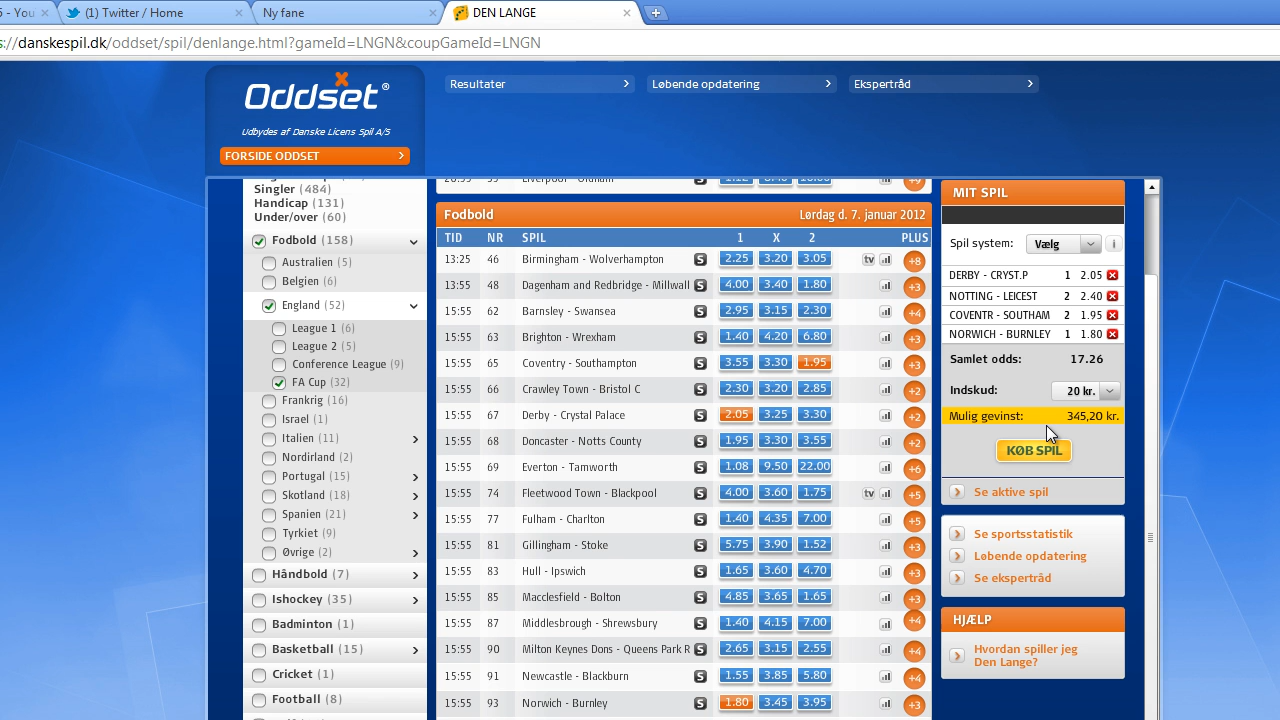 5 - You
(1) Twitter / Home
Ny fane
DEN LANGE
s://danskespil.dk/oddset/spil/denlange.html?gameId=LNGN&coupGameId=LNGN
Oddset®
Udbydes af Danske Licens Spil A/S
FORSIDE ODDSET
Resultater
Løbende opdatering
Ekspertråd
Singler (484)
Handicap (131)
Under/over (60)
Fodbold (158)
Australien (5)
Belgien (6)
England (52)
League 1 (6)
League 2 (5)
Conference League (9)
FA Cup (32)
Frankrig (16)
Israel (1)
Italien (11)
Nordirland (2)
Portugal (15)
Skotland (18)
Spanien (21)
Tyrkiet (9)
Øvrige (2)
Håndbold (7)
Ishockey (35)
Badminton (1)
Basketball (15)
Cricket (1)
Football (8)
Liverpool - Oldham
Fodbold Lørdag d. 7. januar 2012
TID NR SPIL 1 X 2 PLUS
13:25 46 Birmingham - Wolverhampton S 2.25 3.20 3.05 tv +8
13:55 48 Dagenham and Redbridge - Millwall S 4.00 3.40 1.80 +3
15:55 62 Barnsley - Swansea S 2.95 3.15 2.30 +4
15:55 63 Brighton - Wrexham S 1.40 4.20 6.80 +3
15:55 65 Coventry - Southampton S 3.55 3.30 1.95 +3
15:55 66 Crawley Town - Bristol C S 2.30 3.20 2.85 +2
15:55 67 Derby - Crystal Palace S 2.05 3.25 3.30 +2
15:55 68 Doncaster - Notts County S 1.95 3.30 3.55 +2
15:55 69 Everton - Tamworth S 1.08 9.50 22.00 +6
15:55 74 Fleetwood Town - Blackpool S 4.00 3.60 1.75 tv +5
15:55 77 Fulham - Charlton S 1.40 4.35 7.00 +5
15:55 81 Gillingham - Stoke S 5.75 3.90 1.52 +3
15:55 83 Hull - Ipswich S 1.65 3.60 4.70 +3
15:55 85 Macclesfield - Bolton S 4.85 3.65 1.65 +3
15:55 87 Middlesbrough - Shrewsbury S 1.40 4.15 7.00 +4
15:55 90 Milton Keynes Dons - Queens Park R S 2.65 3.15 2.55 +4
15:55 91 Newcastle - Blackburn S 1.55 3.85 5.80 +4
15:55 93 Norwich - Burnley S 1.80 3.45 3.95 +3
MIT SPIL
Spil system: Vælg i
DERBY - CRYST.P 1 2.05
NOTTING - LEICEST 2 2.40
COVENTR - SOUTHAM 2 1.95
NORWICH - BURNLEY 1 1.80
Samlet odds: 17.26
Indskud: 20 kr.
Mulig gevinst: 345,20 kr.
KØB SPIL
Se aktive spil
Se sportsstatistik
Løbende opdatering
Se ekspertråd
HJÆLP
Hvordan spiller jeg
Den Lange?